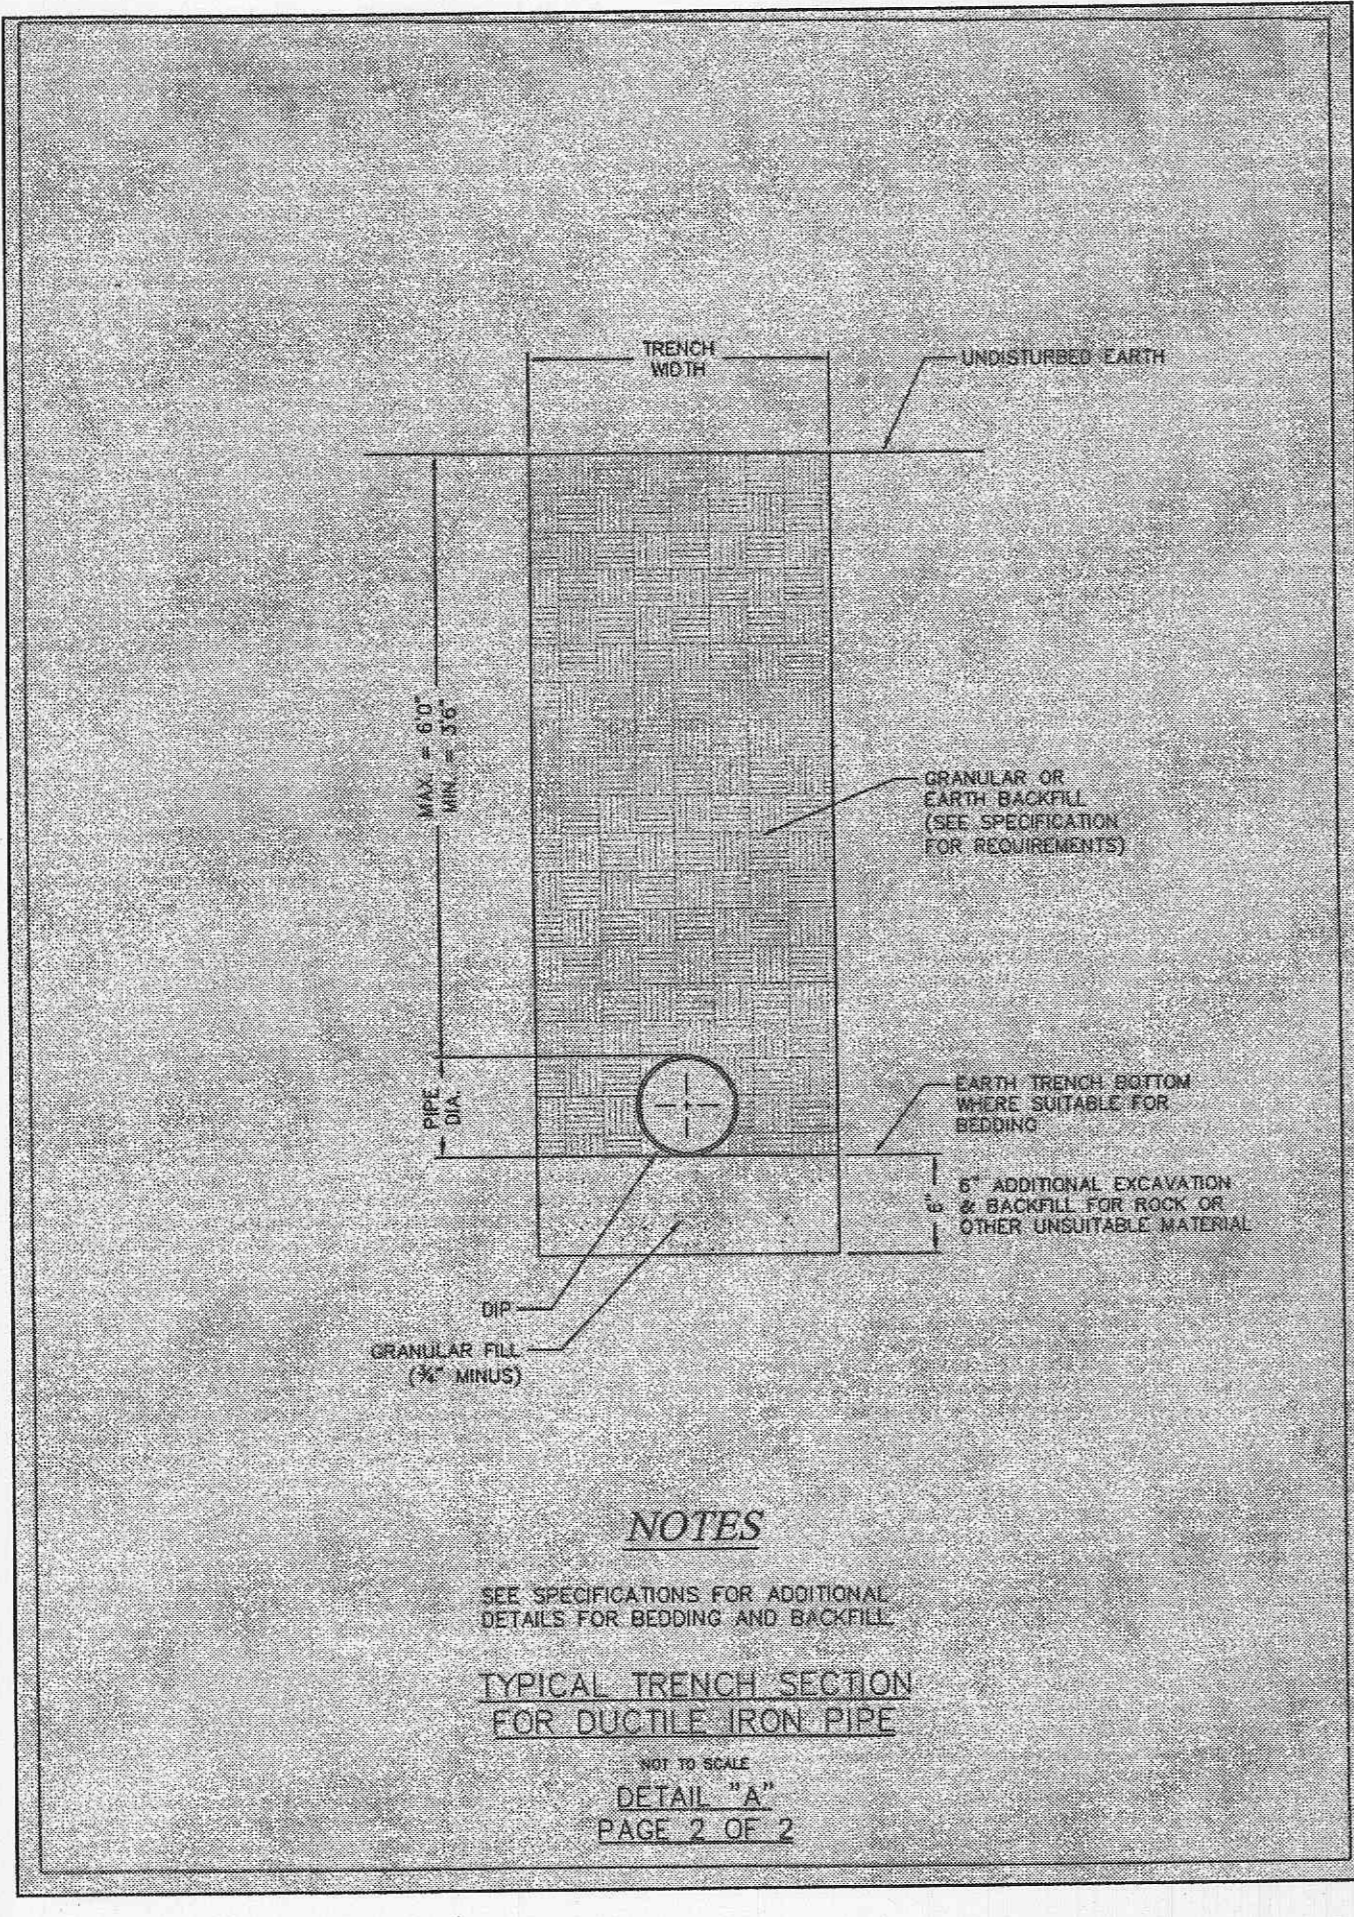 TRENCH
WIDTH
UNDISTURBED EARTH
MAX. = 6'0"
MIN. = 3'6"
GRANULAR OR
EARTH BACKFILL
(SEE SPECIFICATION
FOR REQUIREMENTS)
PIPE
DIA.
EARTH TRENCH BOTTOM
WHERE SUITABLE FOR
BEDDING
6"
6" ADDITIONAL EXCAVATION
& BACKFILL FOR ROCK OR
OTHER UNSUITABLE MATERIAL
DIP
GRANULAR FILL
(¾" MINUS)
NOTES
SEE SPECIFICATIONS FOR ADDITIONAL
DETAILS FOR BEDDING AND BACKFILL
TYPICAL TRENCH SECTION
FOR DUCTILE IRON PIPE
NOT TO SCALE
DETAIL "A"
PAGE 2 OF 2